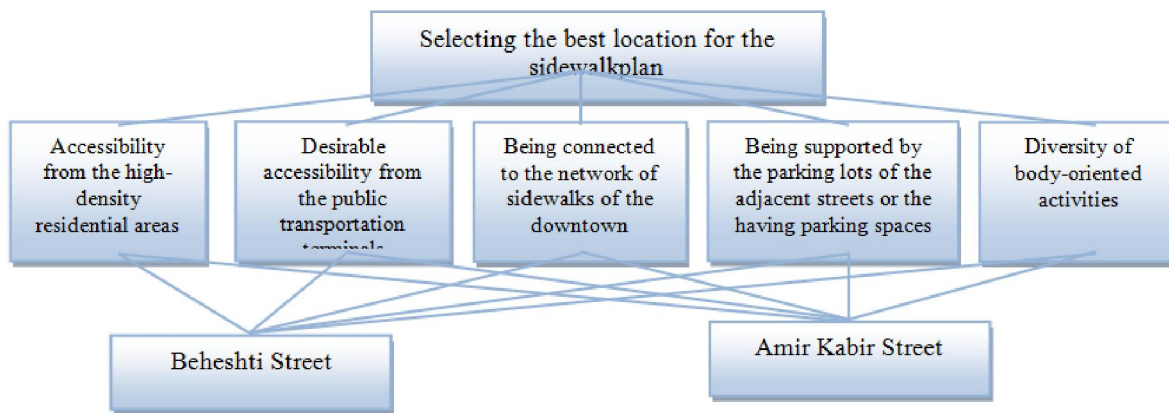 Selecting the best location for the
sidewalkplan
Accessibility
from the high-
density
residential areas
Desirable
accessibility from
the public
transportation
terminals
Being connected
to the network of
sidewalks of the
downtown
Being supported by
the parking lots of the
adjacent streets or the
having parking spaces
Diversity of
body-oriented
activities
Beheshti Street
Amir Kabir Street